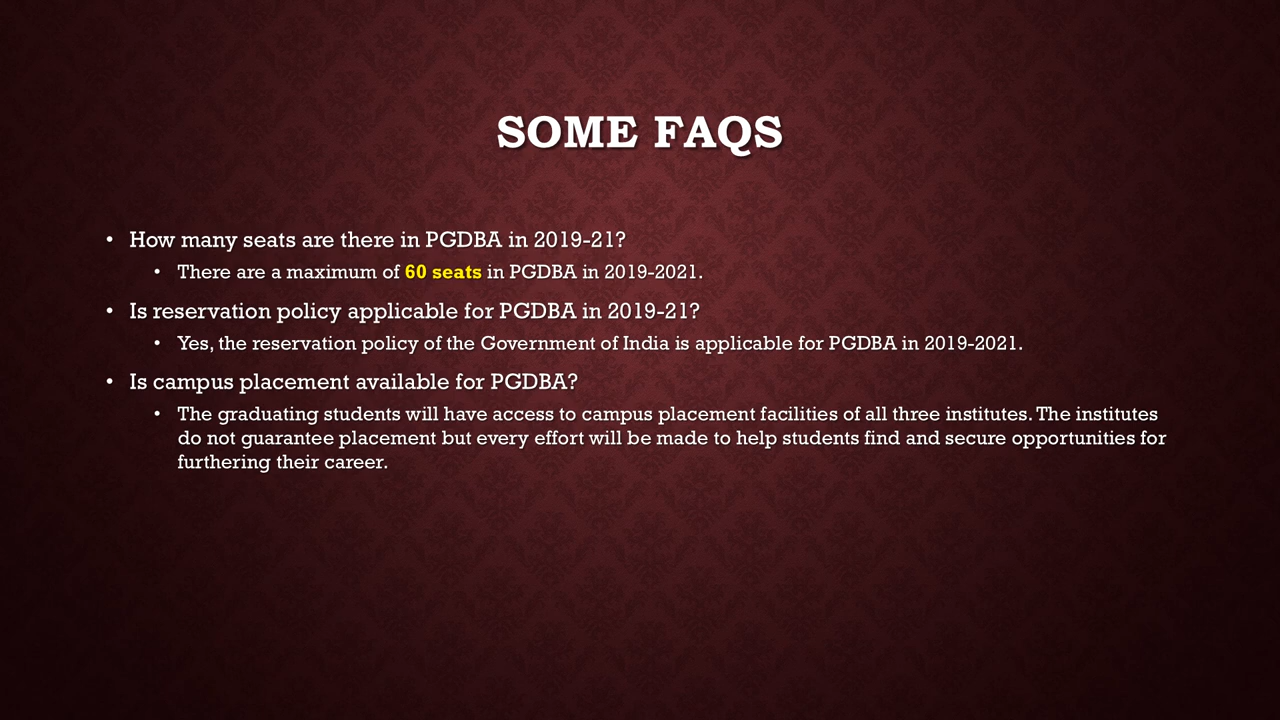 SOME FAQS
• How many seats are there in PGDBA in 2019-21?
• There are a maximum of 60 seats in PGDBA in 2019-2021.
• Is reservation policy applicable for PGDBA in 2019-21?
• Yes, the reservation policy of the Government of India is applicable for PGDBA in 2019-2021.
• Is campus placement available for PGDBA?
• The graduating students will have access to campus placement facilities of all three institutes. The institutes
do not guarantee placement but every effort will be made to help students find and secure opportunities for
furthering their career.